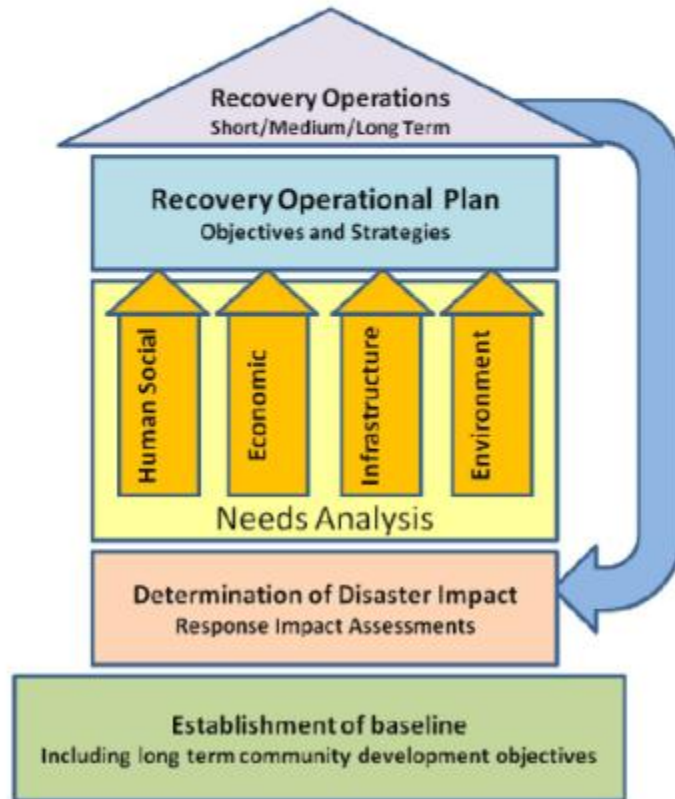 Recovery Operations
Short/Medium/Long Term
Recovery Operational Plan
Objectives and Strategies
Human Social
Economic
Infrastructure
Environment
Needs Analysis
Determination of Disaster Impact
Response Impact Assessments
Establishment of baseline
Including long term community development objectives